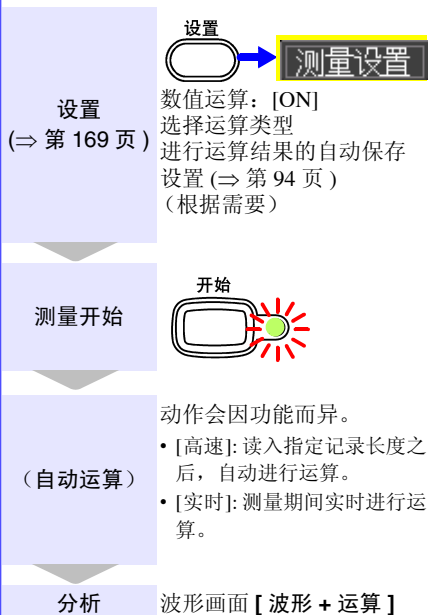 设置
测量设置
设置
(⇒ 第 169 页 )
数值运算：[ON]
选择运算类型
进行运算结果的自动保存
设置 (⇒ 第 94 页 )
（根据需要）
测量开始
开始
（自动运算）
动作会因功能而异。
• [高速]: 读入指定记录长度之
后，自动进行运算。
• [实时]: 测量期间实时进行运
算。
分析
波形画面 [ 波形 + 运算 ]